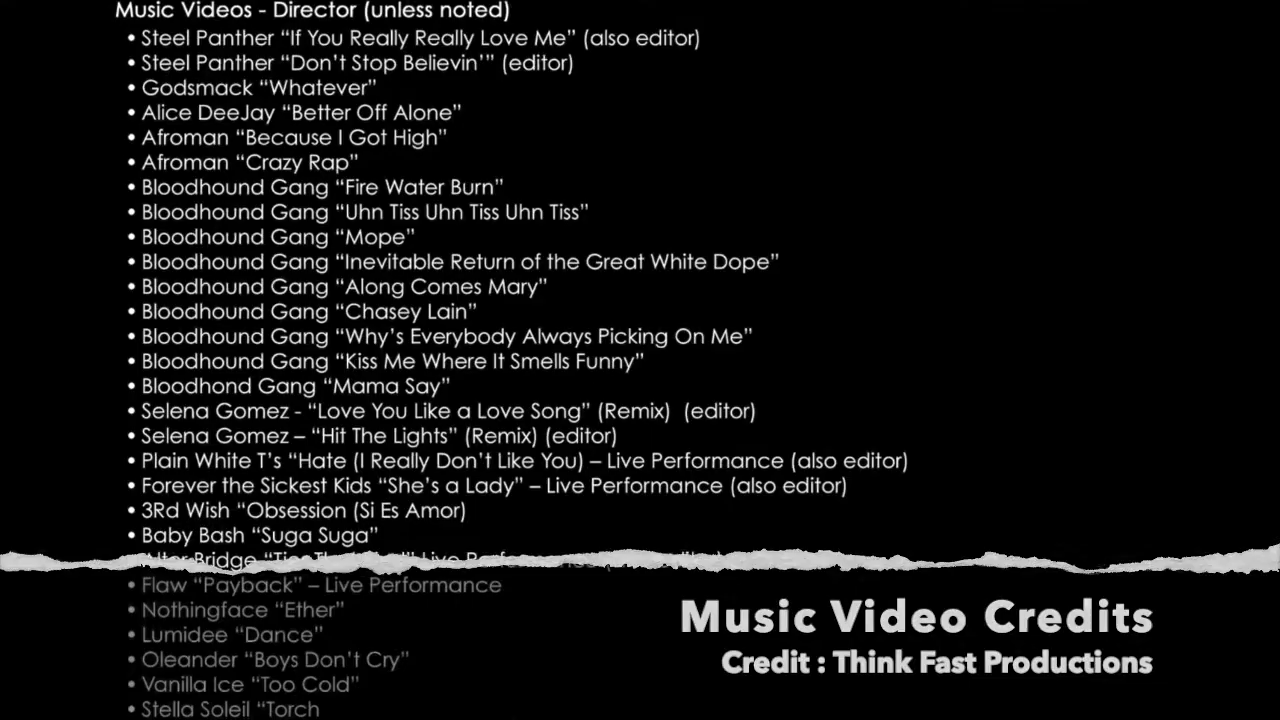 Music Videos - Director (unless noted)
• Steel Panther “If You Really Really Love Me” (also editor)
• Steel Panther “Don’t Stop Believin’” (editor)
• Godsmack “Whatever”
• Alice DeeJay “Better Off Alone”
• Afroman “Because I Got High”
• Afroman “Crazy Rap”
• Bloodhound Gang “Fire Water Burn”
• Bloodhound Gang “Uhn Tiss Uhn Tiss Uhn Tiss”
• Bloodhound Gang “Mope”
• Bloodhound Gang “Inevitable Return of the Great White Dope”
• Bloodhound Gang “Along Comes Mary”
• Bloodhound Gang “Chasey Lain”
• Bloodhound Gang “Why’s Everybody Always Picking On Me”
• Bloodhound Gang “Kiss Me Where It Smells Funny”
• Bloodhond Gang “Mama Say”
• Selena Gomez - “Love You Like a Love Song” (Remix)  (editor)
• Selena Gomez – “Hit The Lights” (Remix) (editor)
• Plain White T’s “Hate (I Really Don’t Like You) – Live Performance (also editor)
• Forever the Sickest Kids “She’s a Lady” – Live Performance (also editor)
• 3Rd Wish “Obsession (Si Es Amor)
• Baby Bash “Suga Suga”
Alter Bridge
• Flaw “Payback” – Live Performance
• Nothingface “Ether”
• Lumidee “Dance”
• Oleander “Boys Don’t Cry”
• Vanilla Ice “Too Cold”
• Stella Soleil “Torch
Music Video Credits
Credit : Think Fast Productions